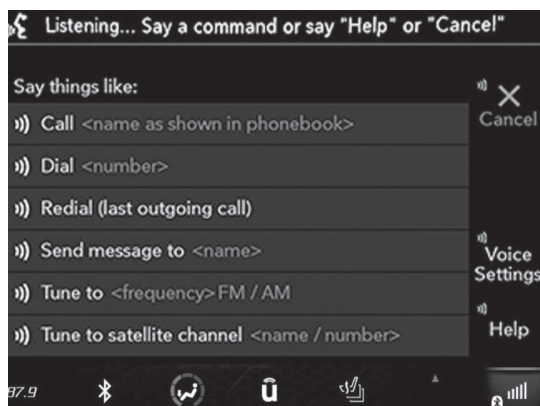 Listening... Say a command or say "Help" or "Cancel"
Say things like:
Call <name as shown in phonebook>
Dial <number>
Redial (last outgoing call)
Send message to <name>
Tune to <frequency> FM / AM
Tune to satellite channel <name / number>
Cancel
Voice
Settings
Help
87.9